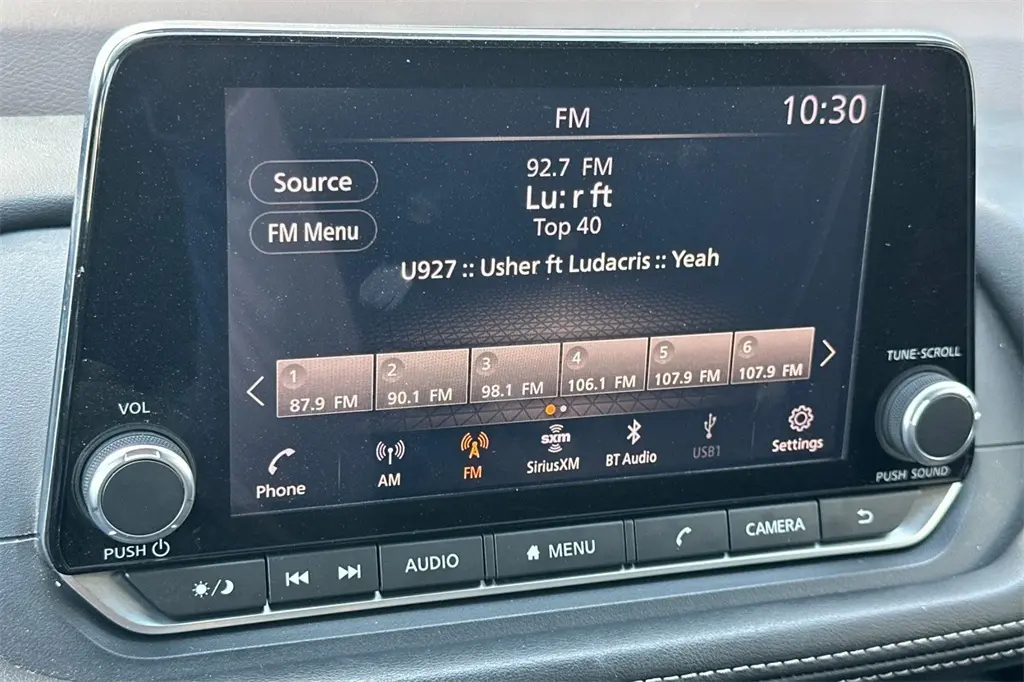 FM
10:30
Source
92.7 FM
Lu: r ft
FM Menu
Top 40
U927 :: Usher ft Ludacris :: Yeah
1
87.9 FM
2
90.1 FM
3
98.1 FM
4
106.1 FM
5
107.9 FM
6
107.9 FM
Phone
AM
FM
sxm
SiriusXM
BT Audio
USB1
Settings
VOL
PUSH
TUNE·SCROLL
PUSH SOUND
AUDIO
MENU
CAMERA